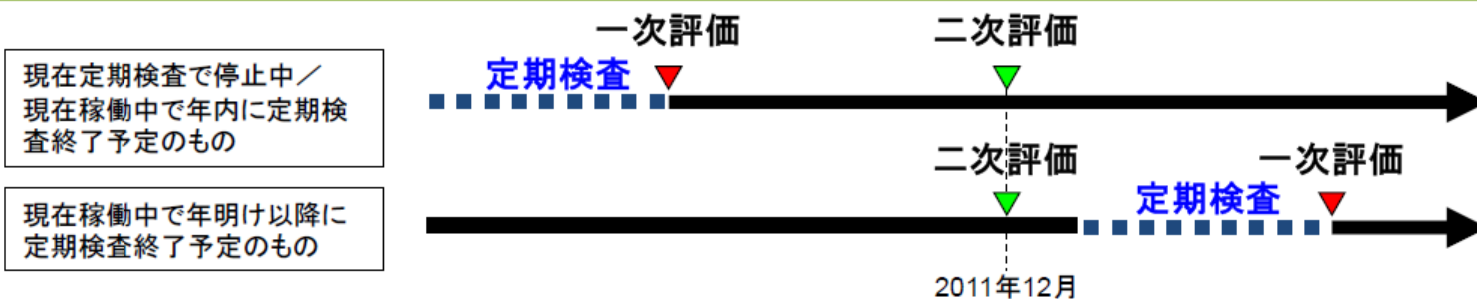 一次評価
二次評価
現在定期検査で停止中／
現在稼働中で年内に定期検
査終了予定のもの
定期検査
二次評価
一次評価
現在稼働中で年明け以降に
定期検査終了予定のもの
定期検査
2011年12月